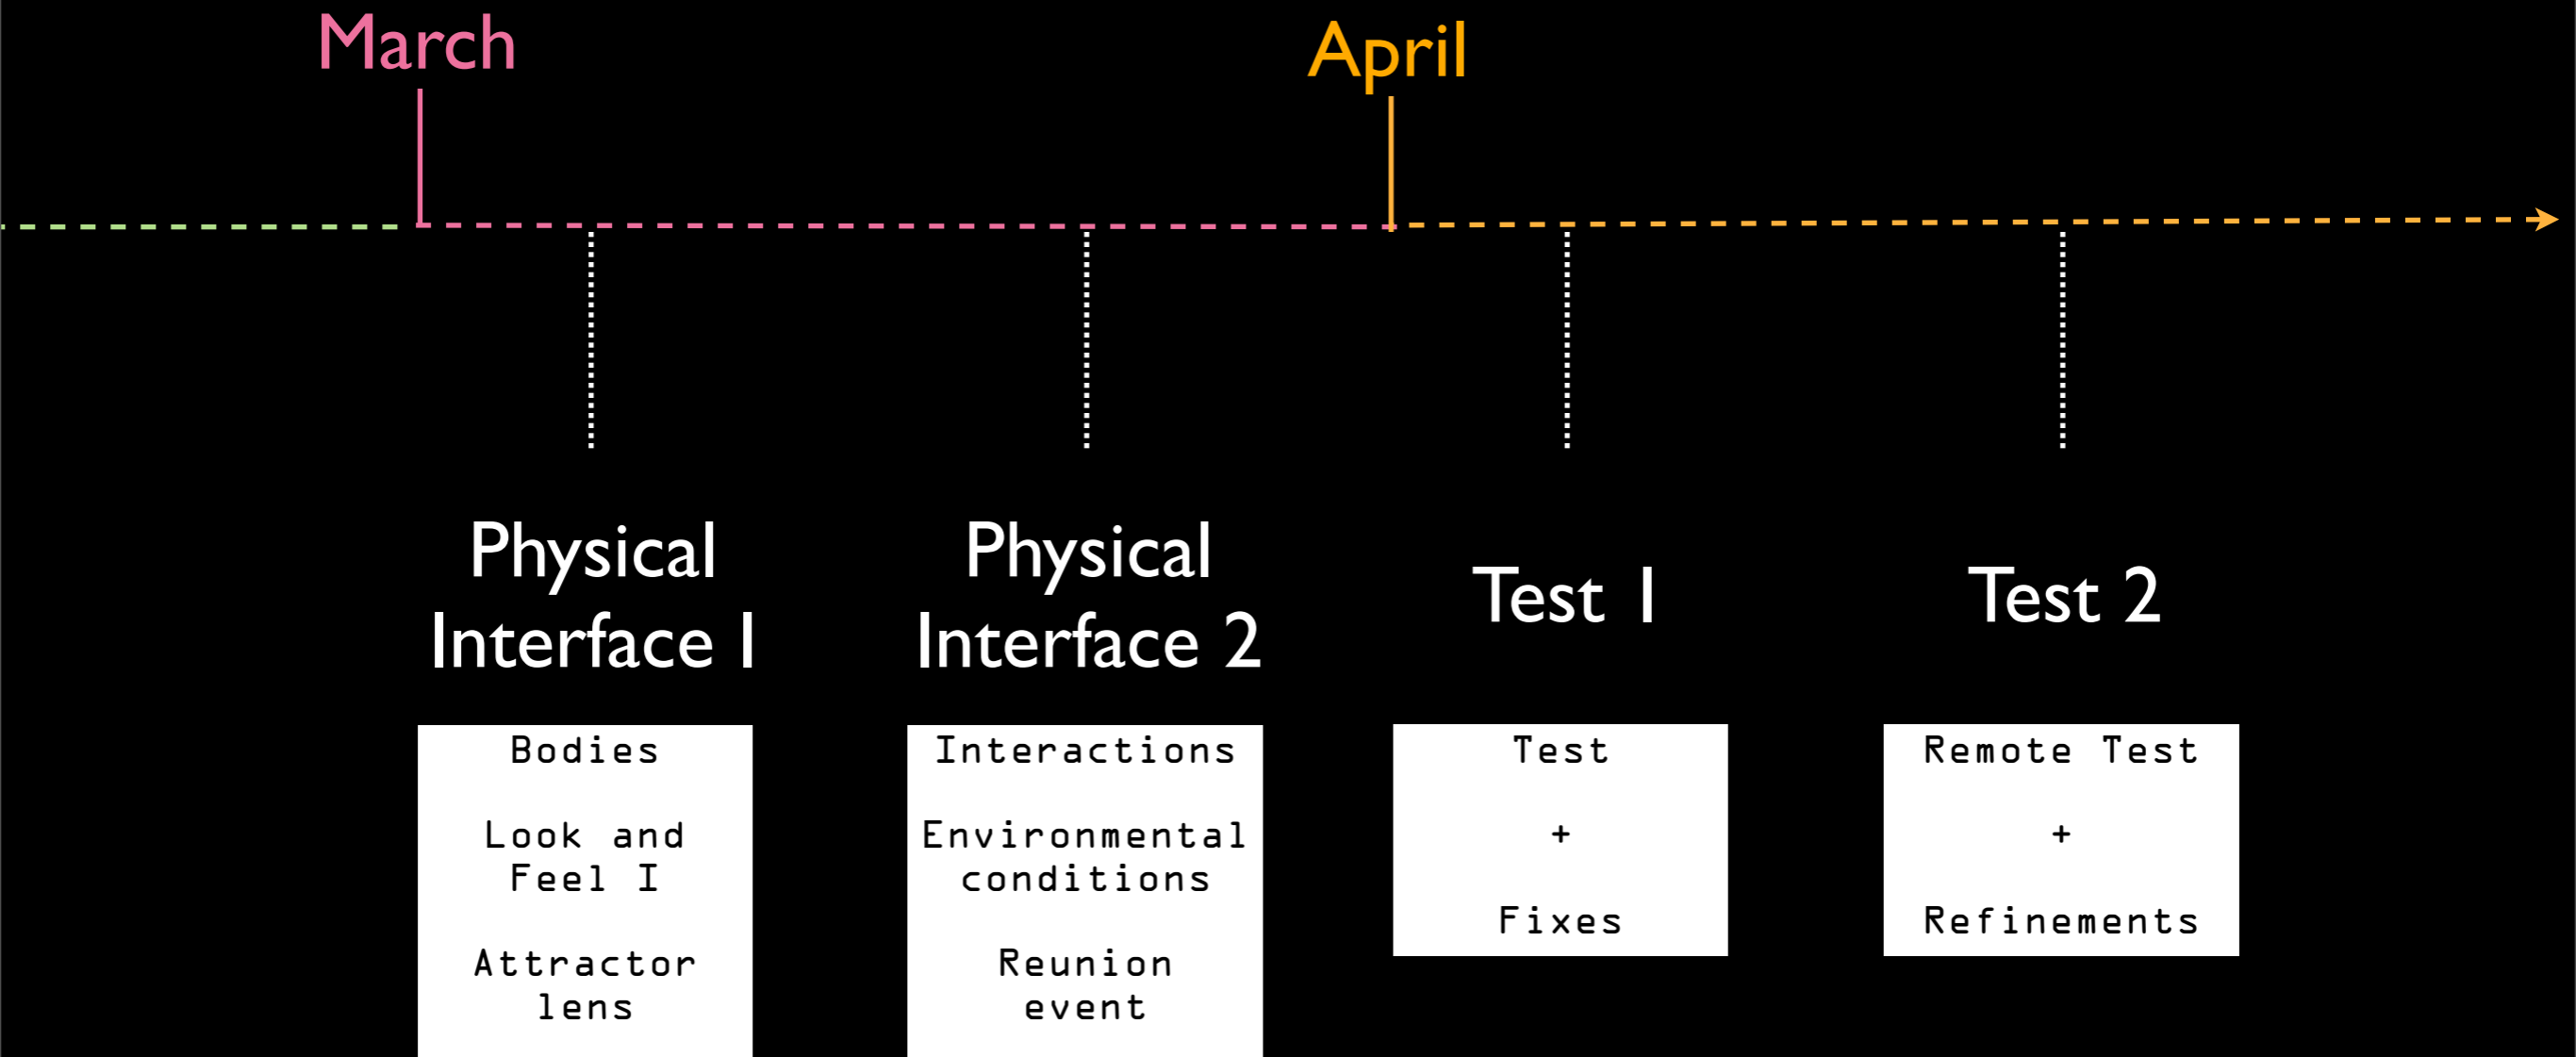 March
April
Physical
Interface 1
Physical
Interface 2
Test 1
Test 2
Bodies
Look and
Feel I
Attractor
lens
Interactions
Environmental
conditions
Reunion
event
Test
+
Fixes
Remote Test
+
Refinements